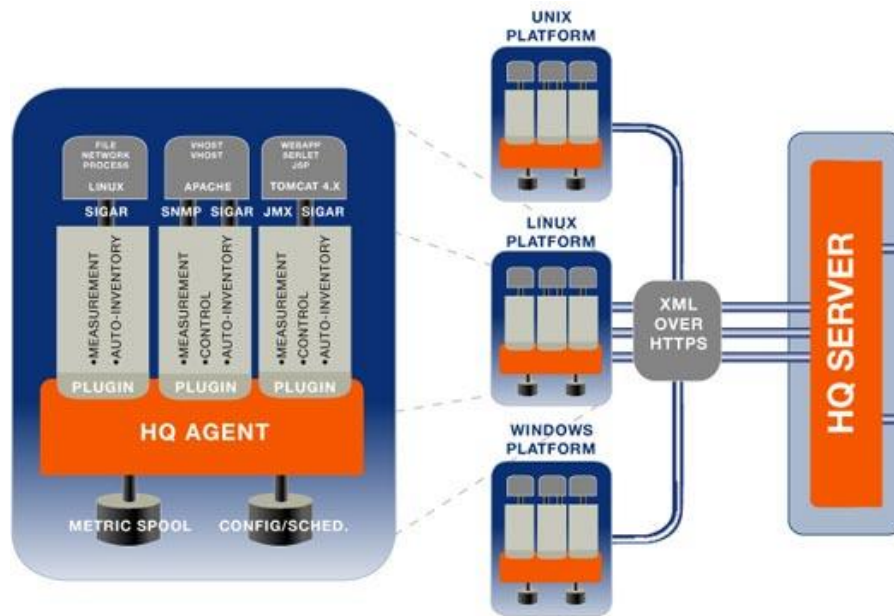 FILE
NETWORK
PROCESS
LINUX
SIGAR
•MEASUREMENT
•AUTO-INVENTORY
PLUGIN
VHOST
VHOST
APACHE
SNMP SIGAR
•MEASUREMENT
•CONTROL
•AUTO-INVENTORY
PLUGIN
WEBAPP
SERLET
JSP
TOMCAT 4.X
JMX SIGAR
•MEASUREMENT
•CONTROL
•AUTO-INVENTORY
PLUGIN
HQ AGENT
METRIC SPOOL
CONFIG/SCHED.
UNIX
PLATFORM
LINUX
PLATFORM
WINDOWS
PLATFORM
XML
OVER
HTTPS
HQ SERVER